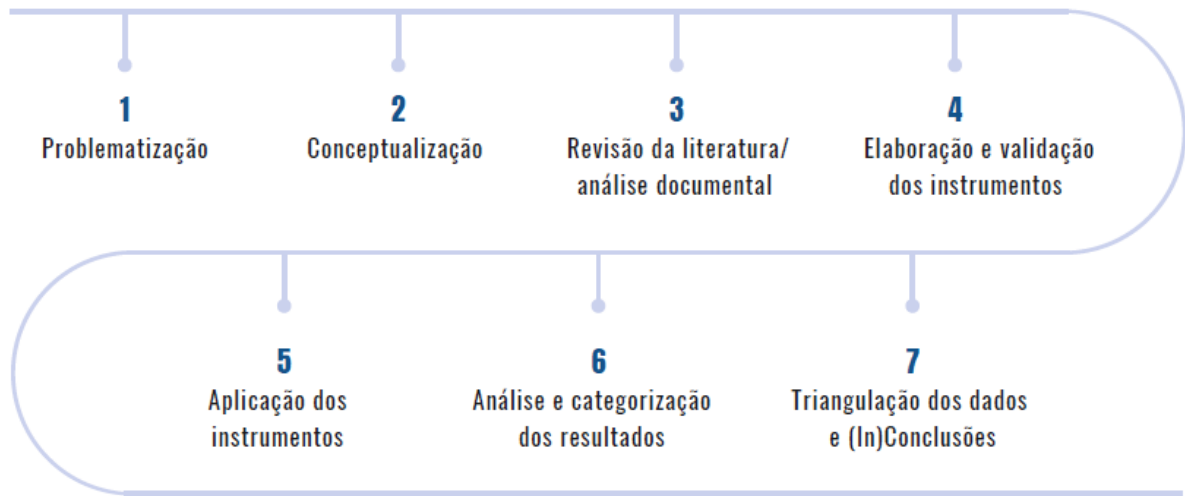 1
Problematização
2
Conceptualização
3
Revisão da literatura/
análise documental
4
Elaboração e validação
dos instrumentos
5
Aplicação dos
instrumentos
6
Análise e categorização
dos resultados
7
Triangulação dos dados
e (In)Conclusões